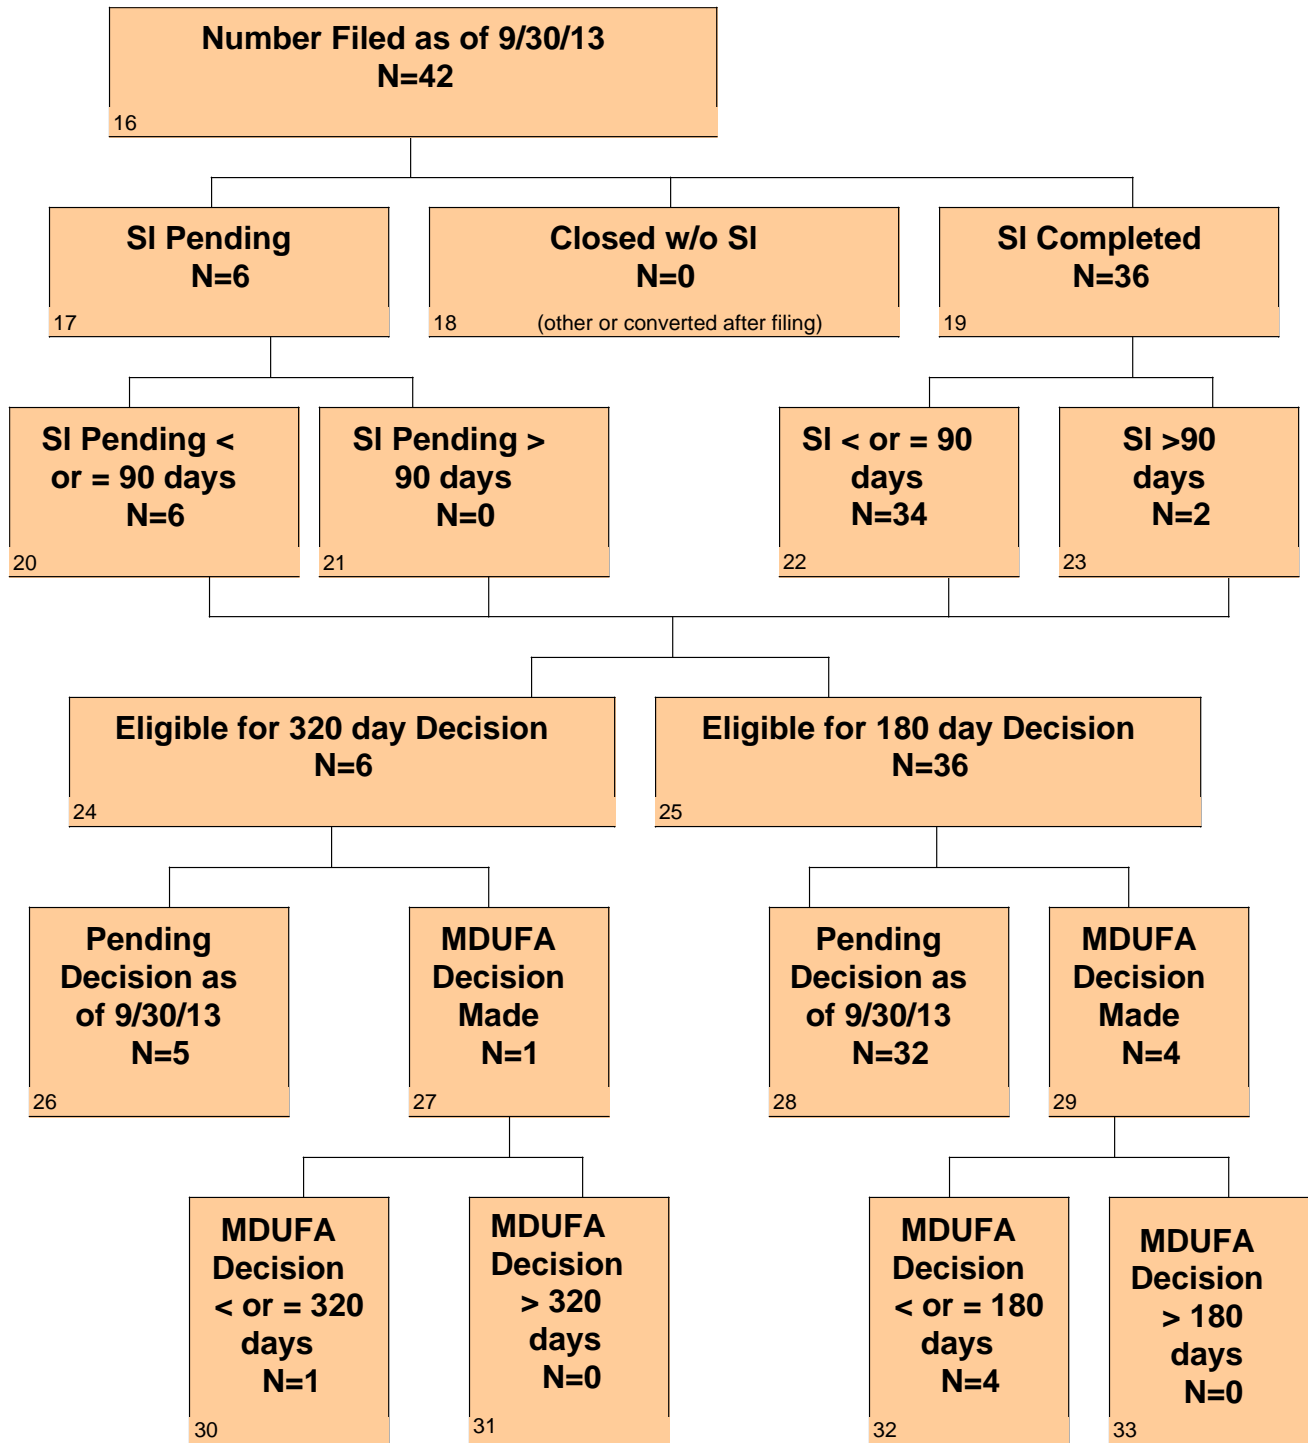 Number Filed as of 9/30/13
N=42
16
SI Pending
N=6
17
Closed w/o SI
N=0
18 (other or converted after filing)
SI Completed
N=36
19
SI Pending <
or = 90 days
N=6
20
SI Pending >
90 days
N=0
21
SI < or = 90
days
N=34
22
SI >90
days
N=2
23
Eligible for 320 day Decision
N=6
24
Eligible for 180 day Decision
N=36
25
Pending
Decision as
of 9/30/13
N=5
26
MDUFA
Decision
Made
N=1
27
Pending
Decision as
of 9/30/13
N=32
28
MDUFA
Decision
Made
N=4
29
MDUFA
Decision
< or = 320
days
N=1
30
MDUFA
Decision
> 320
days
N=0
31
MDUFA
Decision
< or = 180
days
N=4
32
MDUFA
Decision
> 180
days
N=0
33